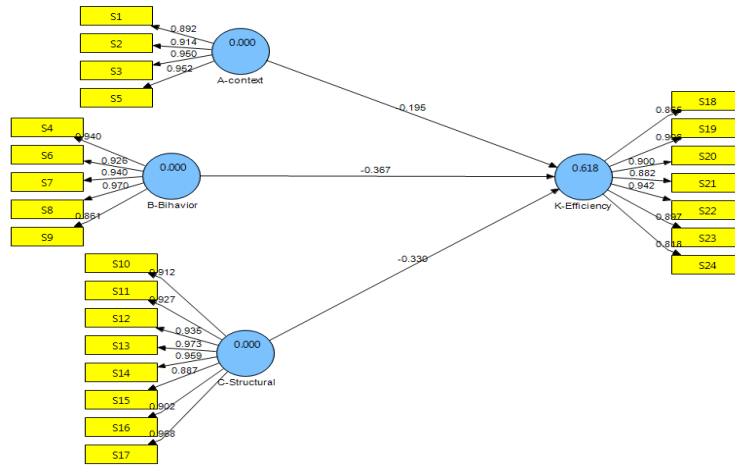 S1
0.892
S2
0.914
S3
0.950
S5
0.952
0.000
A-context
-0.195
S4
0.940
S6
0.926
S7
0.940
S8
0.970
S9
0.861
0.000
B-Bihavior
-0.367
S10
0.912
S11
0.927
S12
S13
0.973
S14
0.959
S15
0.887
S16
0.902
S17
0.000
C-Structural
-0.330
0.618
K-Efficiency
S18
S19
S20
0.900
S21
0.882
S22
0.942
S23
0.897
S24
0.818